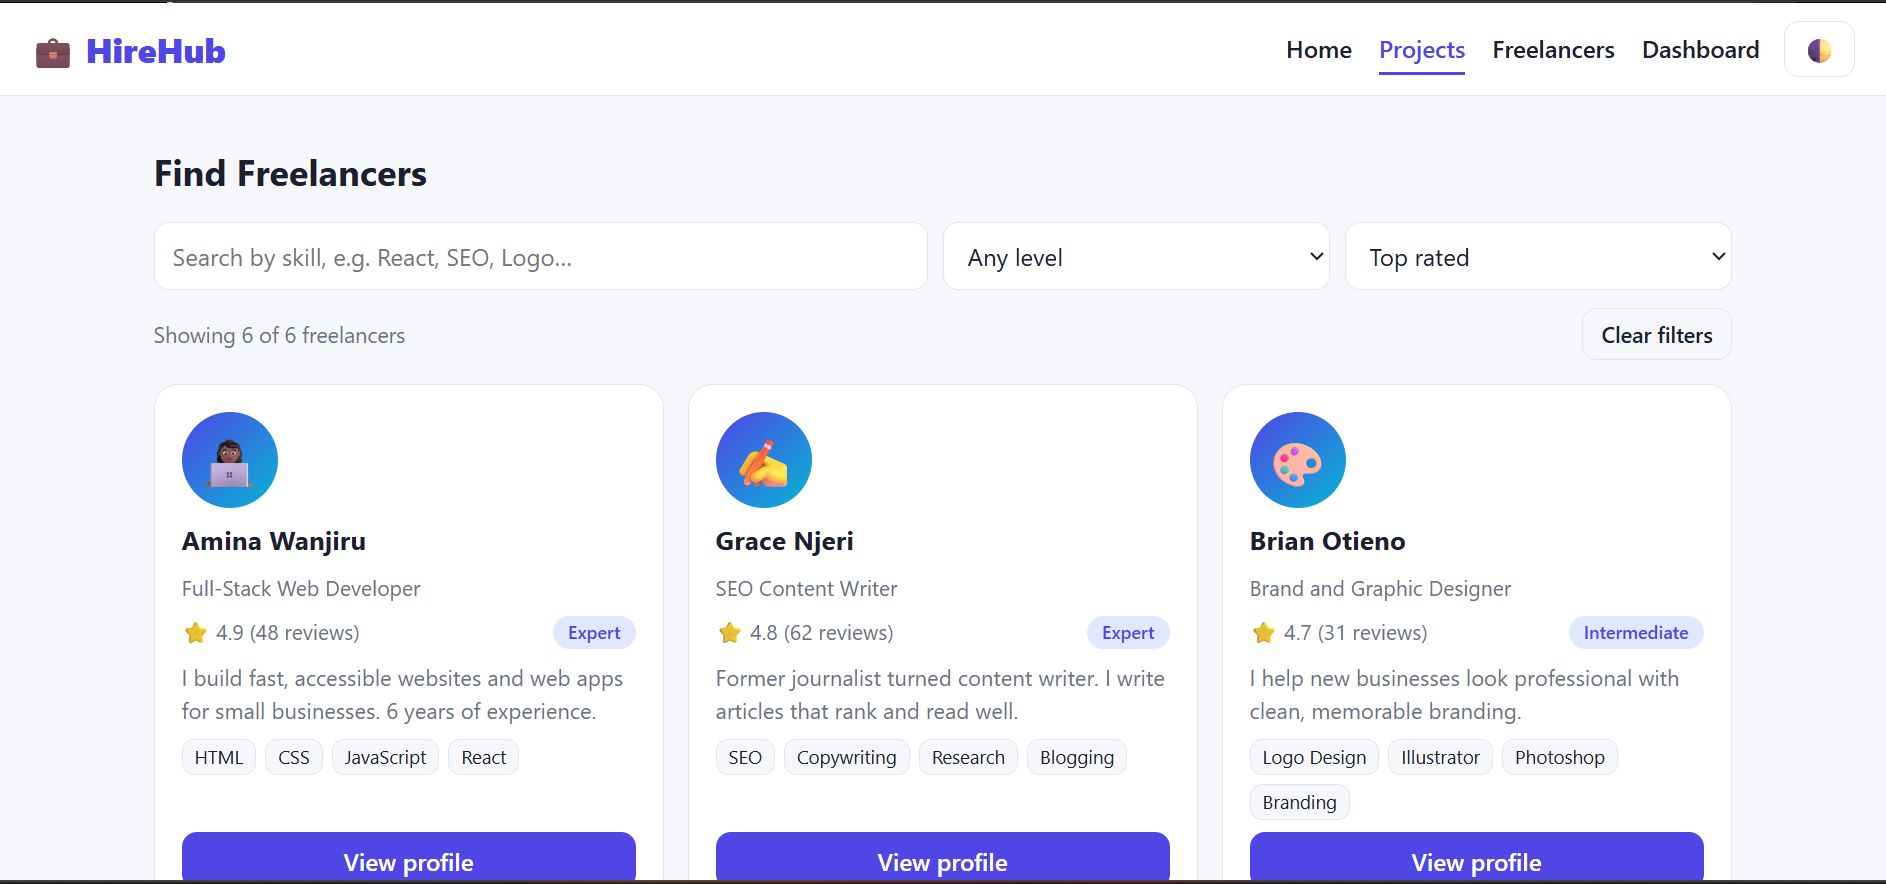 HireHub
Home Projects Freelancers Dashboard
Find Freelancers
Search by skill, e.g. React, SEO, Logo...
Any level
Top rated
Showing 6 of 6 freelancers
Clear filters
Amina Wanjiru
Full-Stack Web Developer
4.9 (48 reviews)
Expert
I build fast, accessible websites and web apps
for small businesses. 6 years of experience.
HTML CSS JavaScript React
View profile
Grace Njeri
SEO Content Writer
4.8 (62 reviews)
Expert
Former journalist turned content writer. I write
articles that rank and read well.
SEO Copywriting Research Blogging
View profile
Brian Otieno
Brand and Graphic Designer
4.7 (31 reviews)
Intermediate
I help new businesses look professional with
clean, memorable branding.
Logo Design Illustrator Photoshop
Branding
View profile